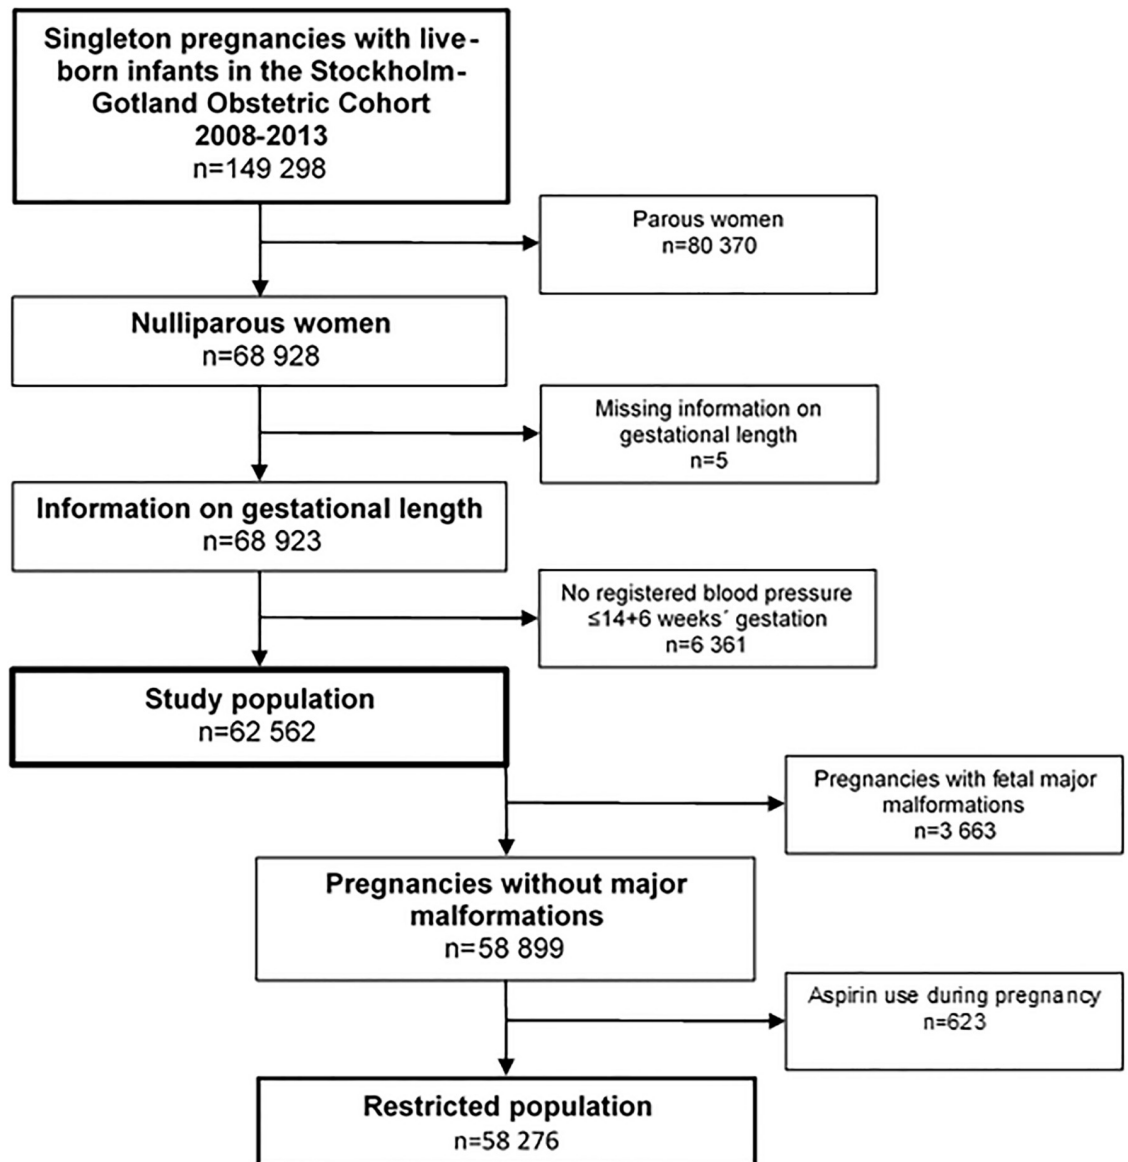 Singleton pregnancies with live-
born infants in the Stockholm-
Gotland Obstetric Cohort
2008-2013
n=149 298
Parous women
n=80 370
Nulliparous women
n=68 928
Missing information on
gestational length
n=5
Information on gestational length
n=68 923
No registered blood pressure
≤14+6 weeks´ gestation
n=6 361
Study population
n=62 562
Pregnancies with fetal major
malformations
n=3 663
Pregnancies without major
malformations
n=58 899
Aspirin use during pregnancy
n=623
Restricted population
n=58 276